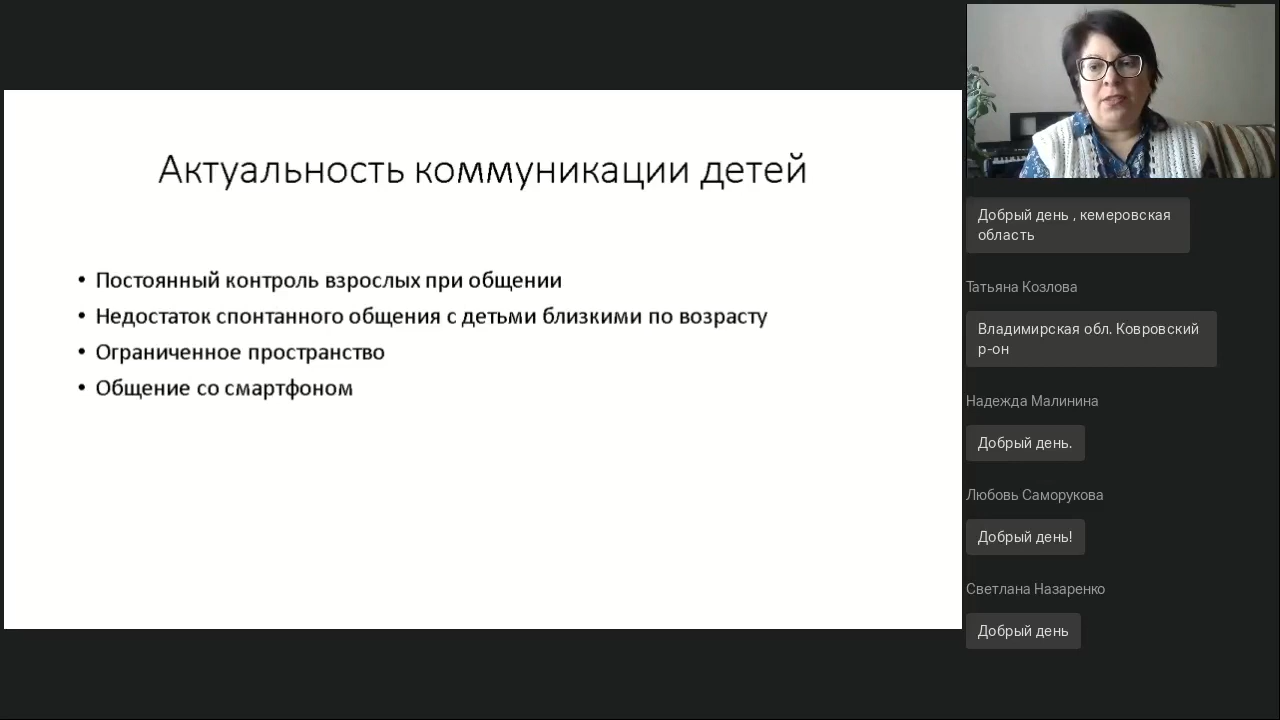 Актуальность коммуникации детей
• Постоянный контроль взрослых при общении
• Недостаток спонтанного общения с детьми близкими по возрасту
• Ограниченное пространство
• Общение со смартфоном
Добрый день , кемеровская
область
Татьяна Козлова
Владимирская обл. Ковровский
р-он
Надежда Малинина
Добрый день.
Любовь Саморукова
Добрый день!
Светлана Назаренко
Добрый день